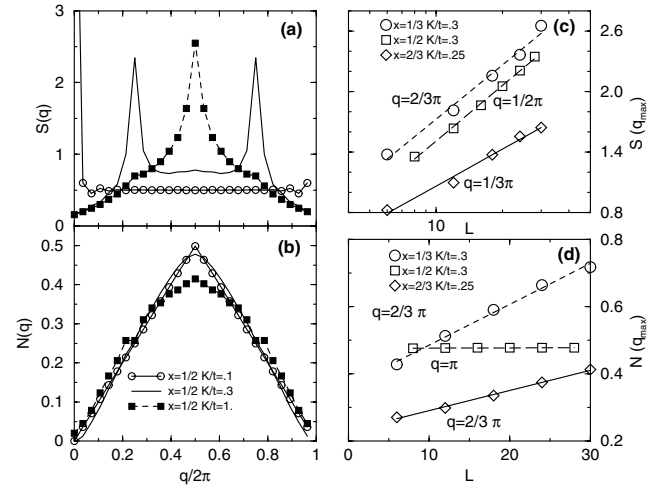 (a)
S(q)
3
2
1
0
(b)
N(q)
0.5
0.4
0.3
0.2
0.1
0
x=1/2 K/t=.1
x=1/2 K/t=.3
x=1/2 K/t=1.
0 0.2 0.4 0.6 0.8 1
q/2π
(c)
x=1/3 K/t=.3
x=1/2 K/t=.3
x=2/3 K/t=.25
q=2/3π
q=1/2π
q=1/3π
2.6
2.0
1.4
0.8
S (qmax)
10
L
(d)
x=1/3 K/t=.3
x=1/2 K/t=.3
x=2/3 K/t=.25
q=2/3 π
q=π
q=2/3 π
0.8
0.6
0.4
0.2
N (qmax)
0 10 20 30
L